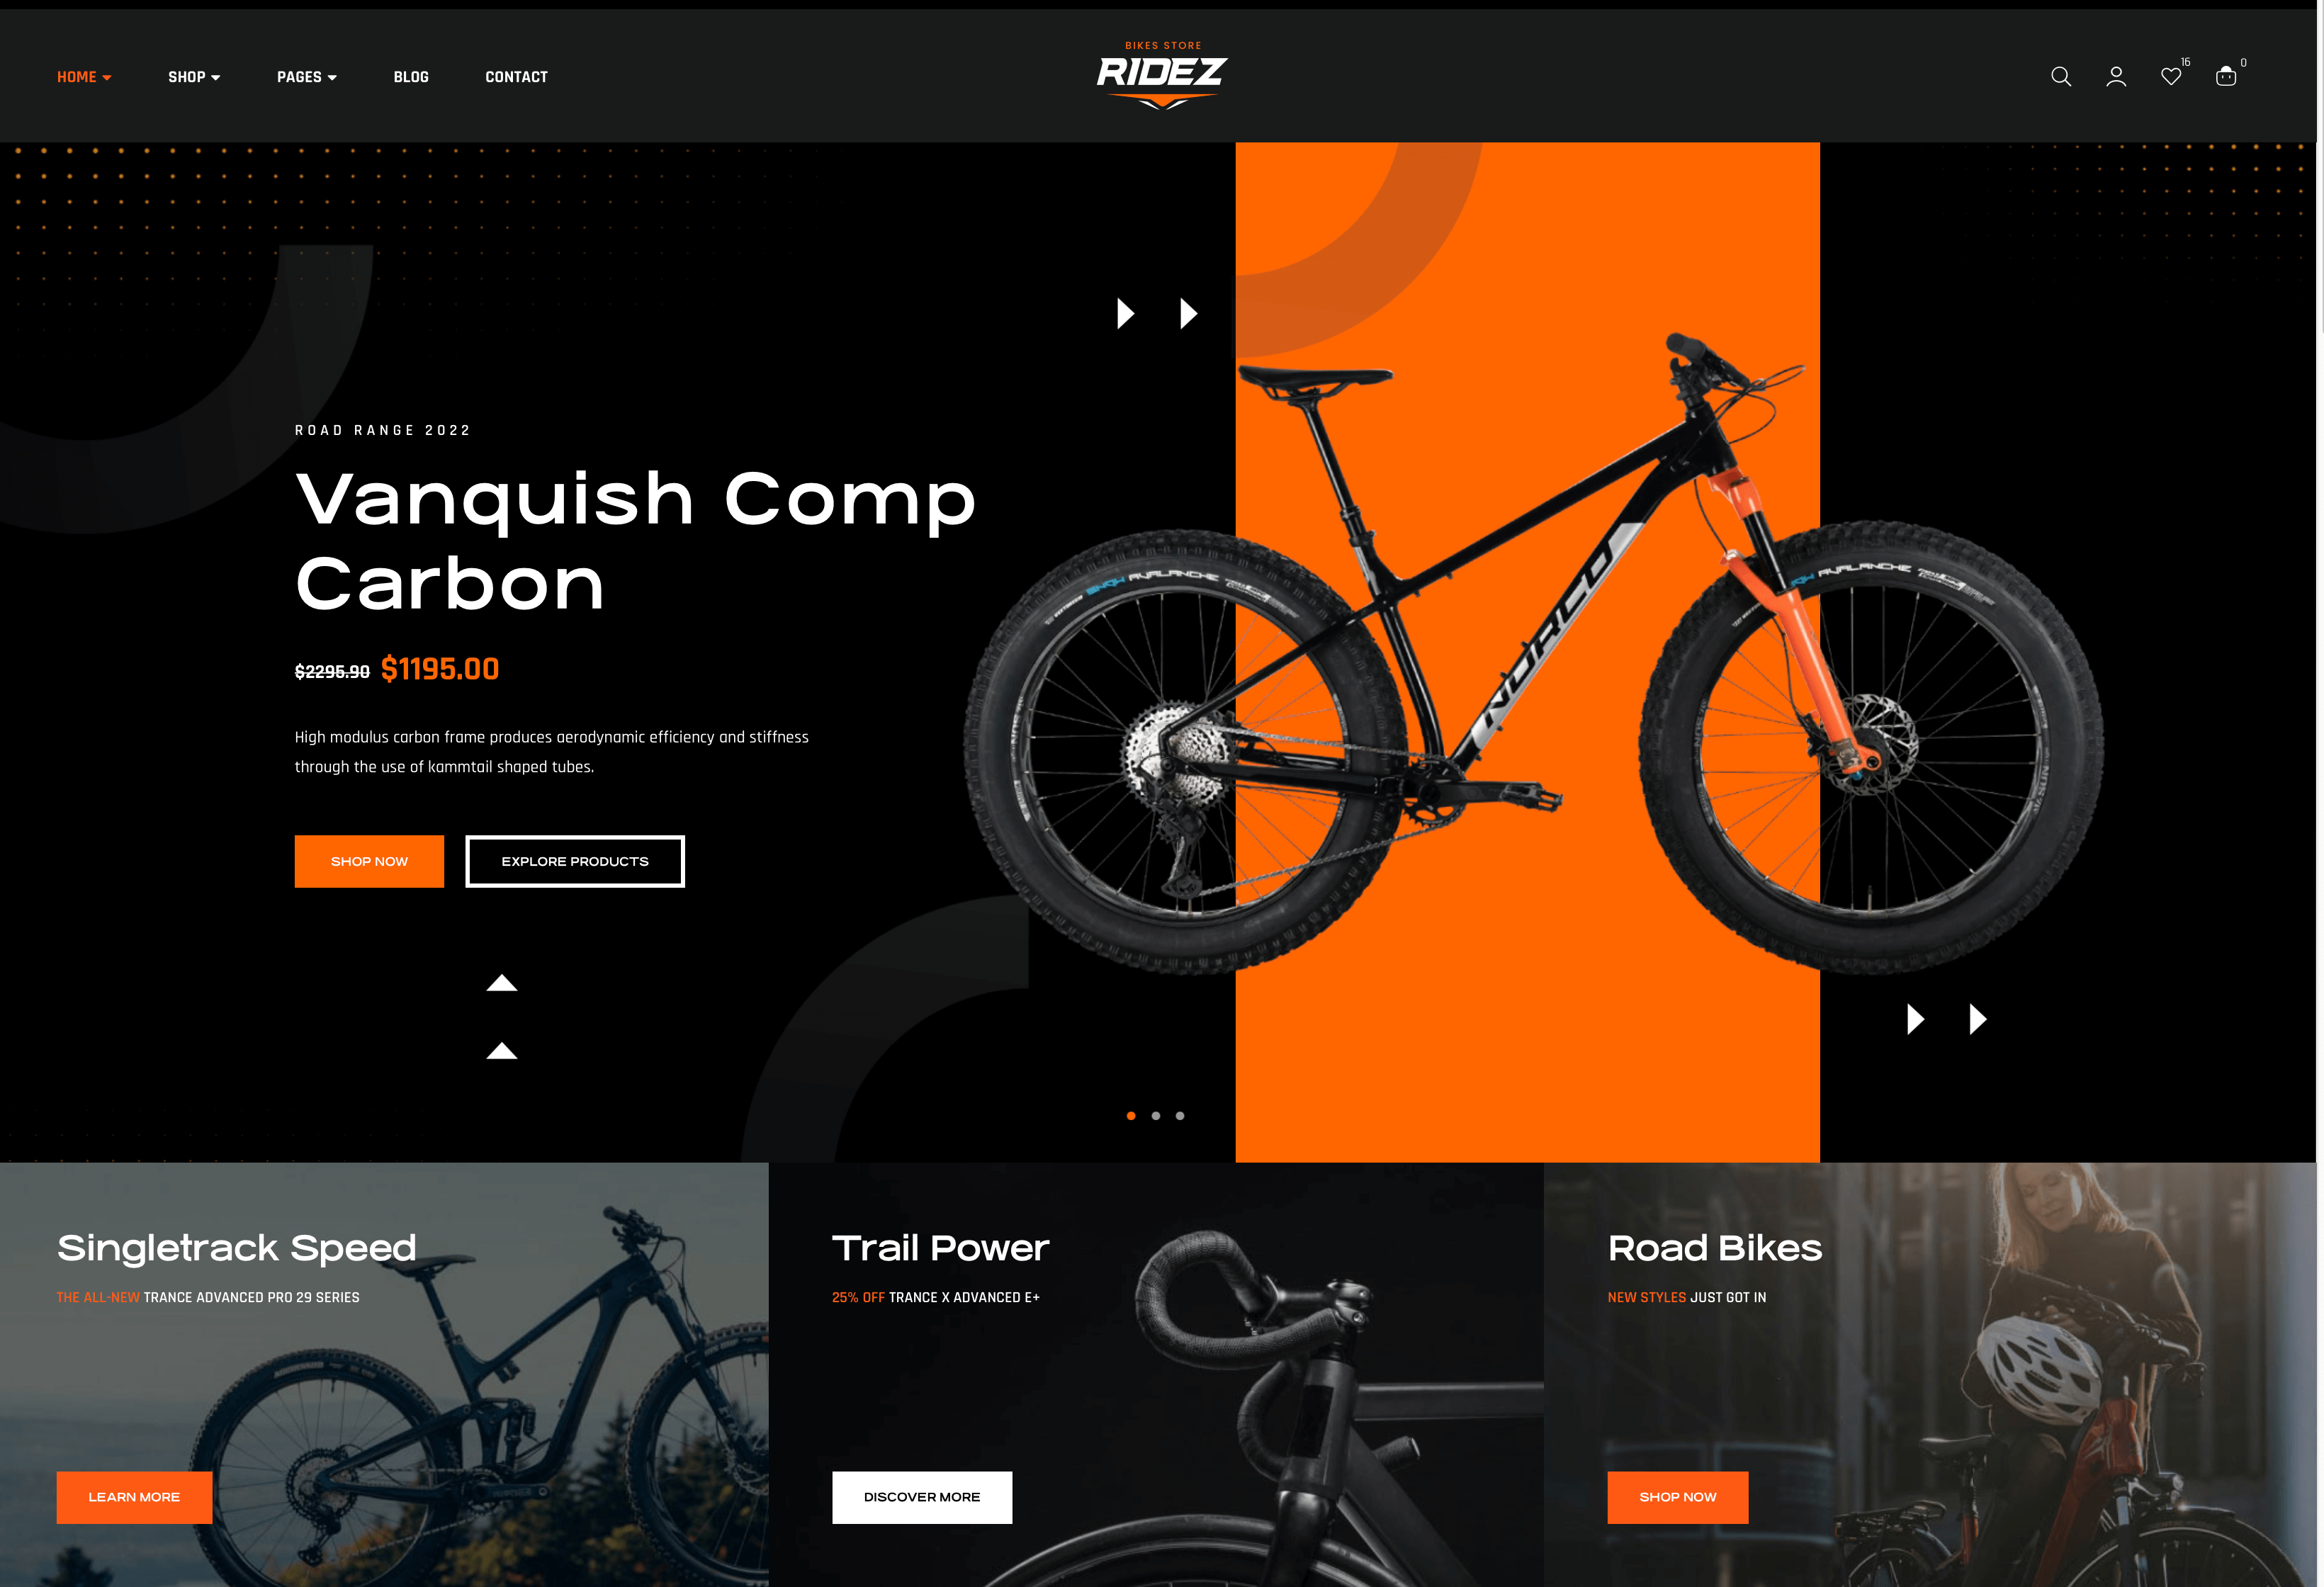 HOME
SHOP
PAGES
BLOG
CONTACT
BIKES STORE
RIDEZ
16
0
ROAD RANGE 2022
Vanquish Comp
Carbon
$2295.90 $1195.00
High modulus carbon frame produces aerodynamic efficiency and stiffness
through the use of kammtail shaped tubes.
SHOP NOW
EXPLORE PRODUCTS
AVALANCHE
NORCO
AVALANCHE
Singletrack Speed
THE ALL-NEW TRANCE ADVANCED PRO 29 SERIES
LEARN MORE
Trail Power
25% OFF TRANCE X ADVANCED E+
DISCOVER MORE
Road Bikes
NEW STYLES JUST GOT IN
SHOP NOW